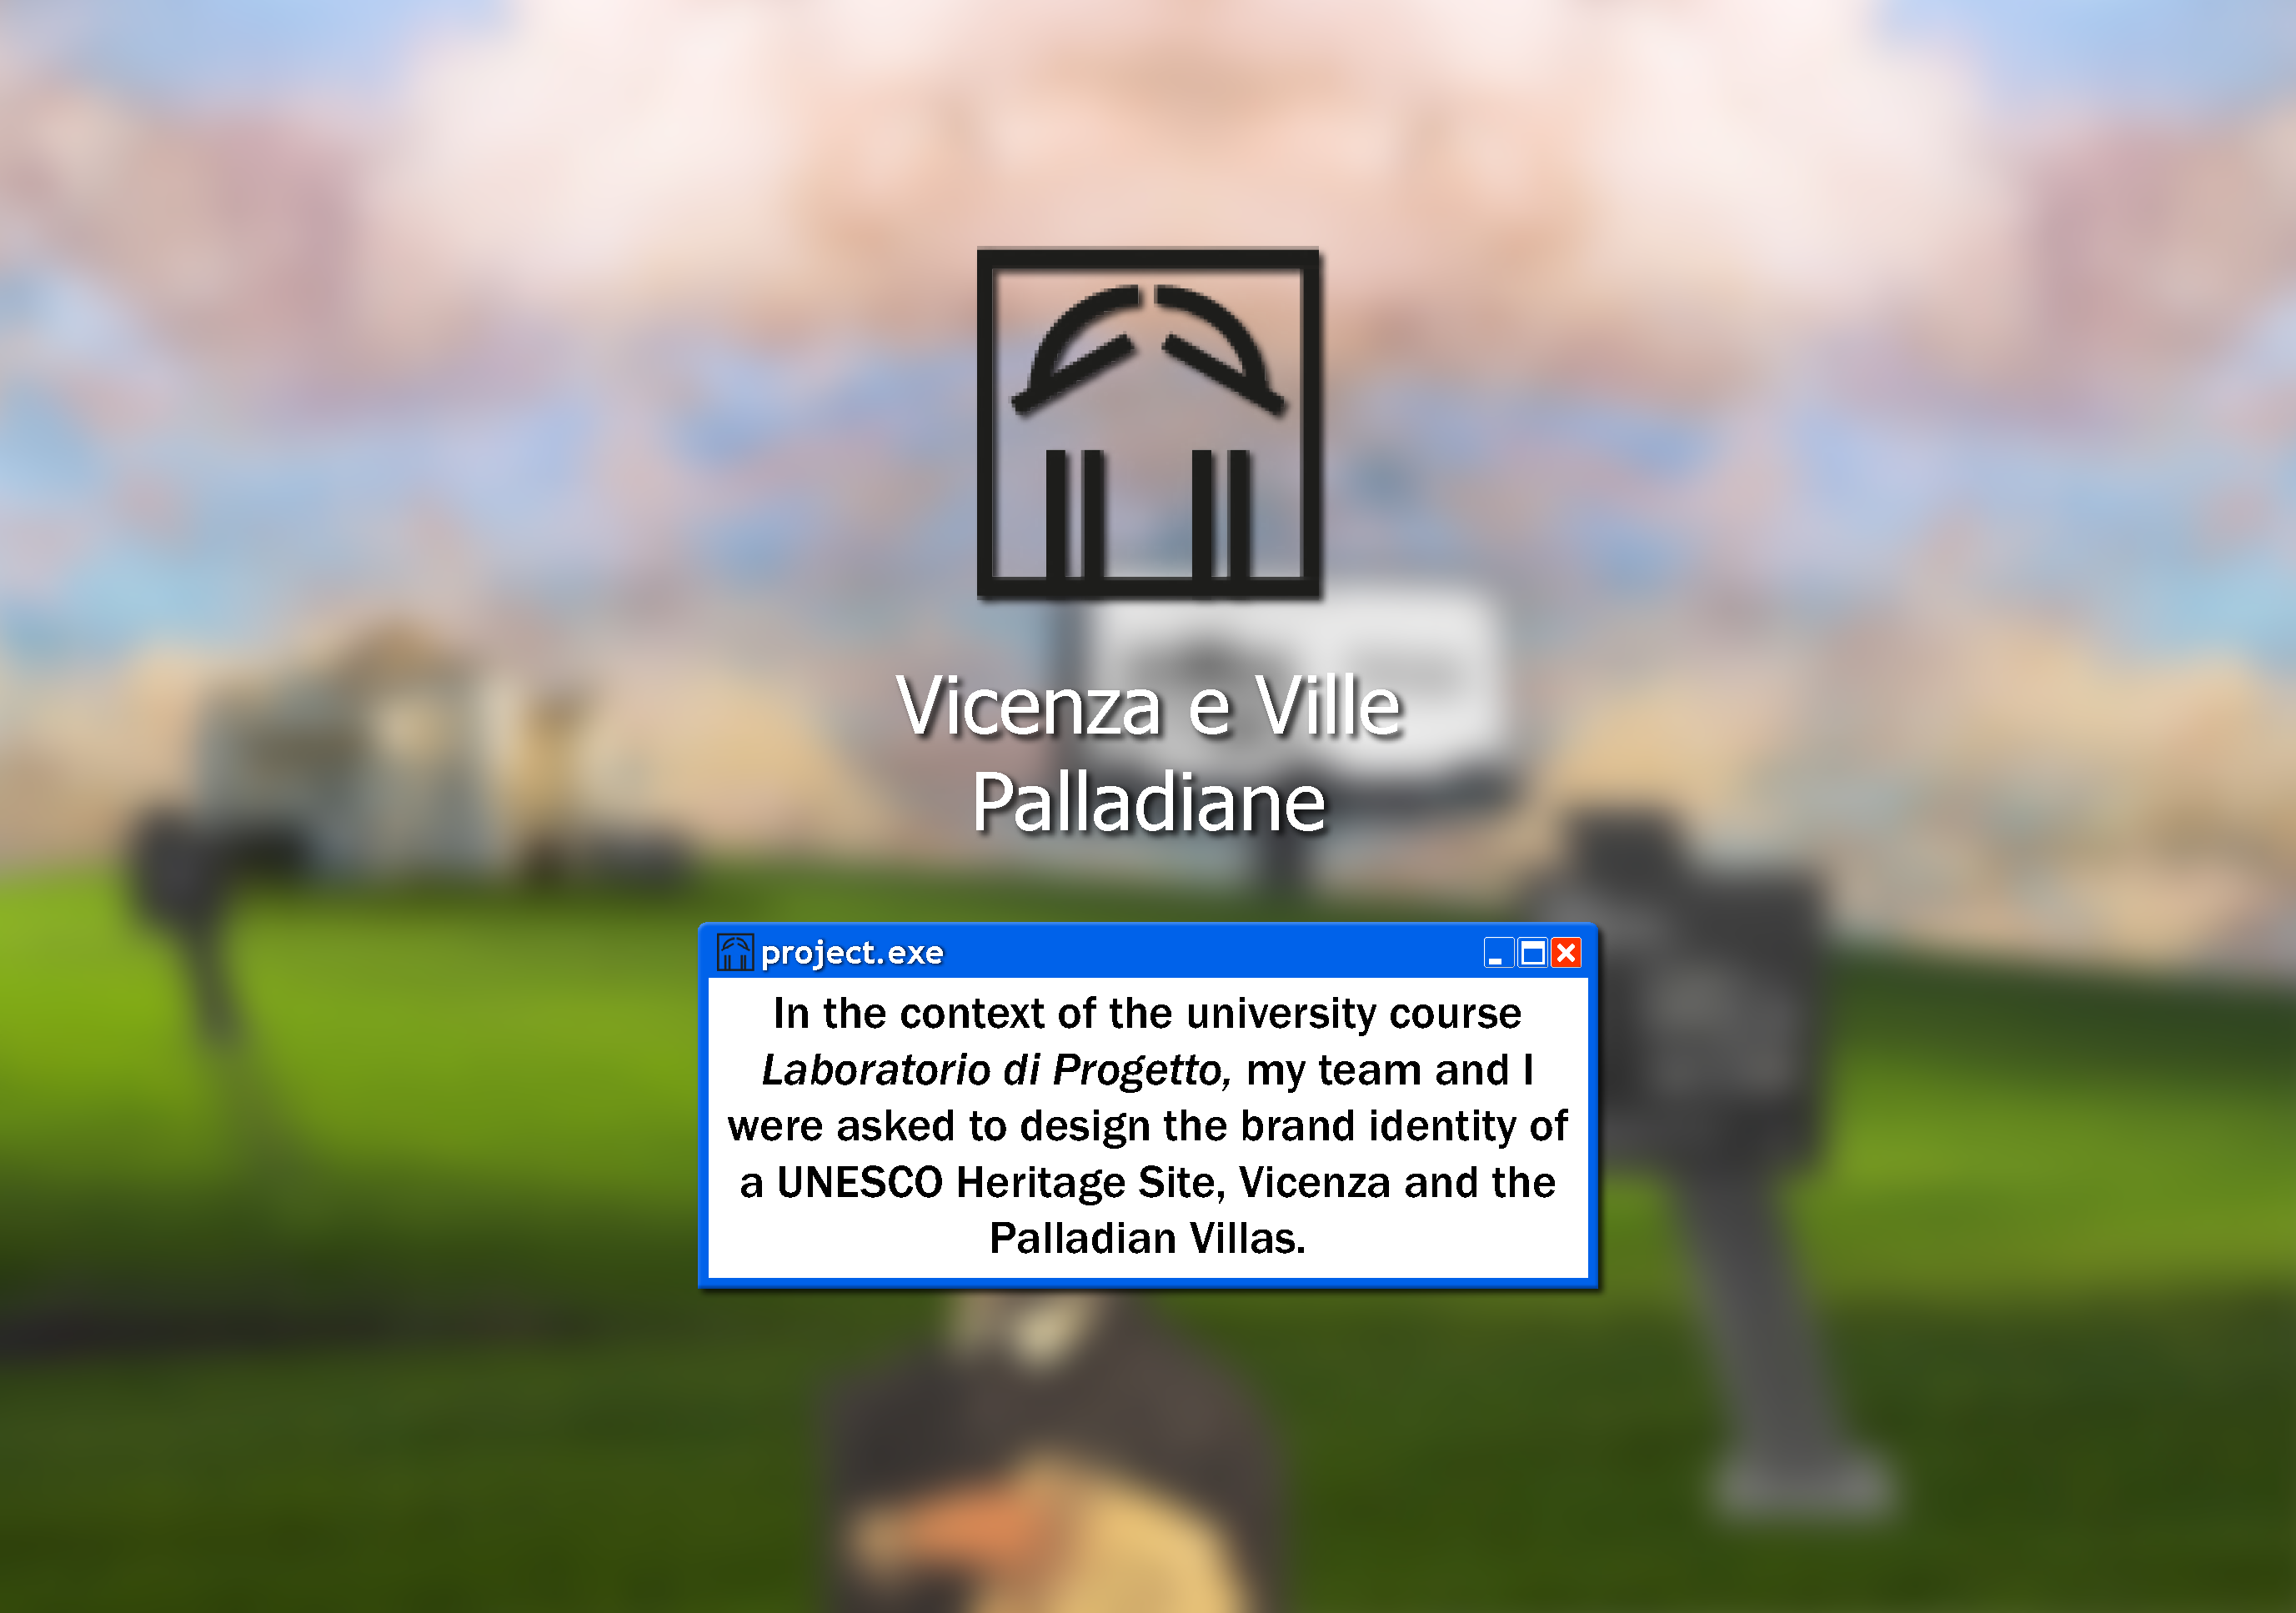 Vicenza e Ville
Palladiane
project.exe
In the context of the university course
Laboratorio di Progetto, my team and I
were asked to design the brand identity of
a UNESCO Heritage Site, Vicenza and the
Palladian Villas.